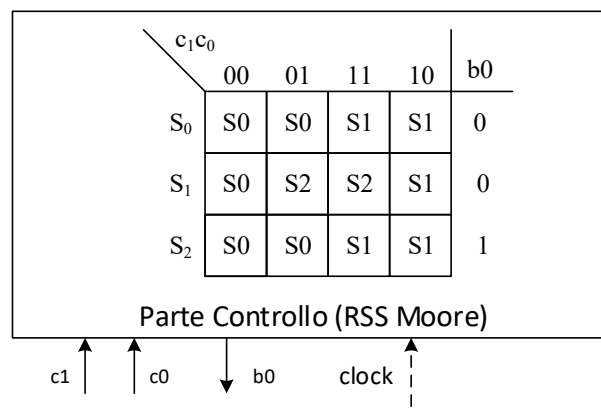 c₁c₀
00 01 11 10 b0
S₀ S0 S0 S1 S1 0
S₁ S0 S2 S2 S1 0
S₂ S0 S0 S1 S1 1
Parte Controllo (RSS Moore)
c1 c0 b0 clock